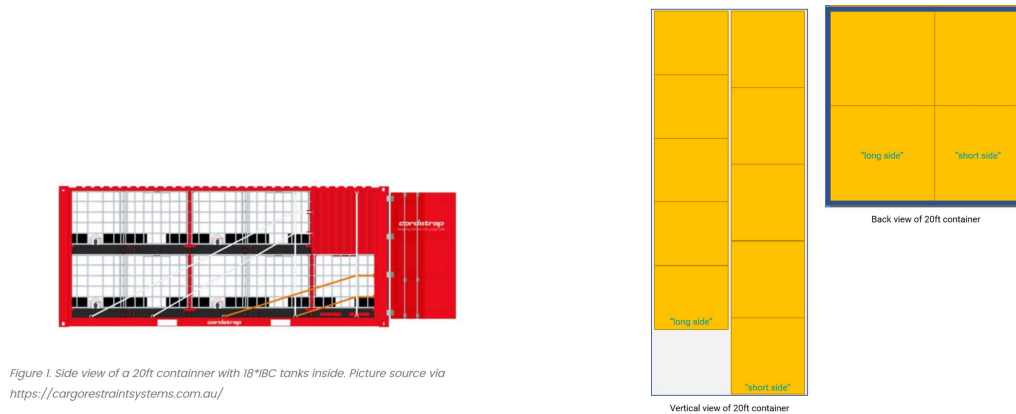 cordstrap
cordstrap
Figure 1. Side view of a 20ft containner with 18*IBC tanks inside. Picture source via
https://cargorestraintsystems.com.au/
"long side"
"short side"
Vertical view of 20ft container
"long side"
"short side"
Back view of 20ft container